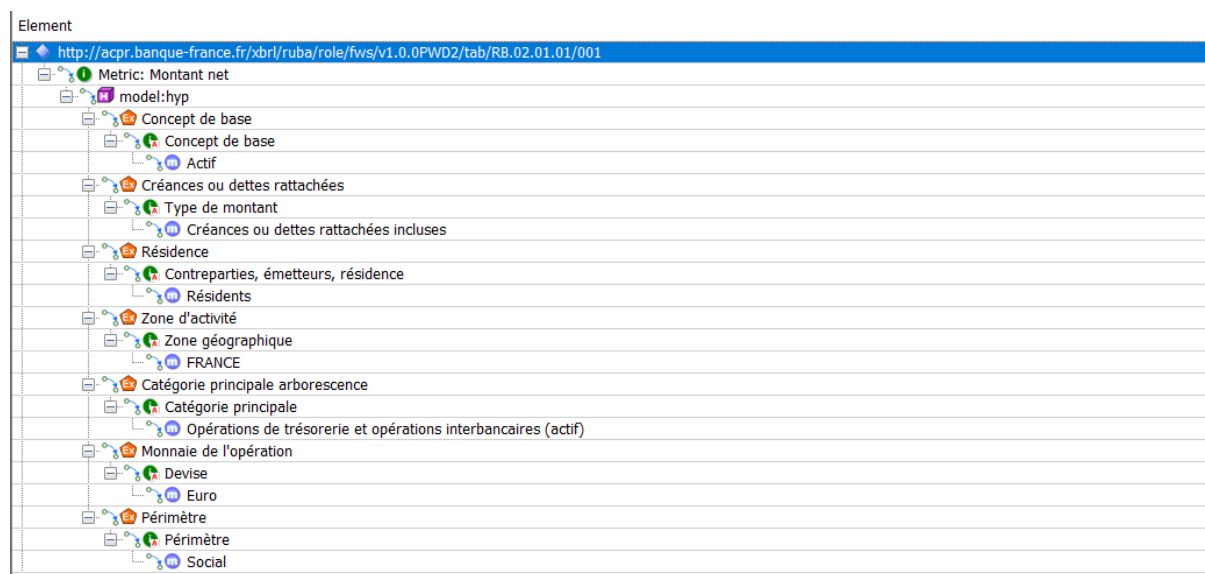 Element
http://acpr.banque-france.fr/xbrl/ruba/role/fws/v1.0.0PWD2/tab/RB.02.01.01/001
Metric: Montant net
model:hyp
Concept de base
Concept de base
Actif
Créances ou dettes rattachées
Type de montant
Créances ou dettes rattachées incluses
Résidence
Contreparties, émetteurs, résidence
Résidents
Zone d'activité
Zone géographique
FRANCE
Catégorie principale arborescence
Catégorie principale
Opérations de trésorerie et opérations interbancaires (actif)
Monnaie de l'opération
Devise
Euro
Périmètre
Périmètre
Social